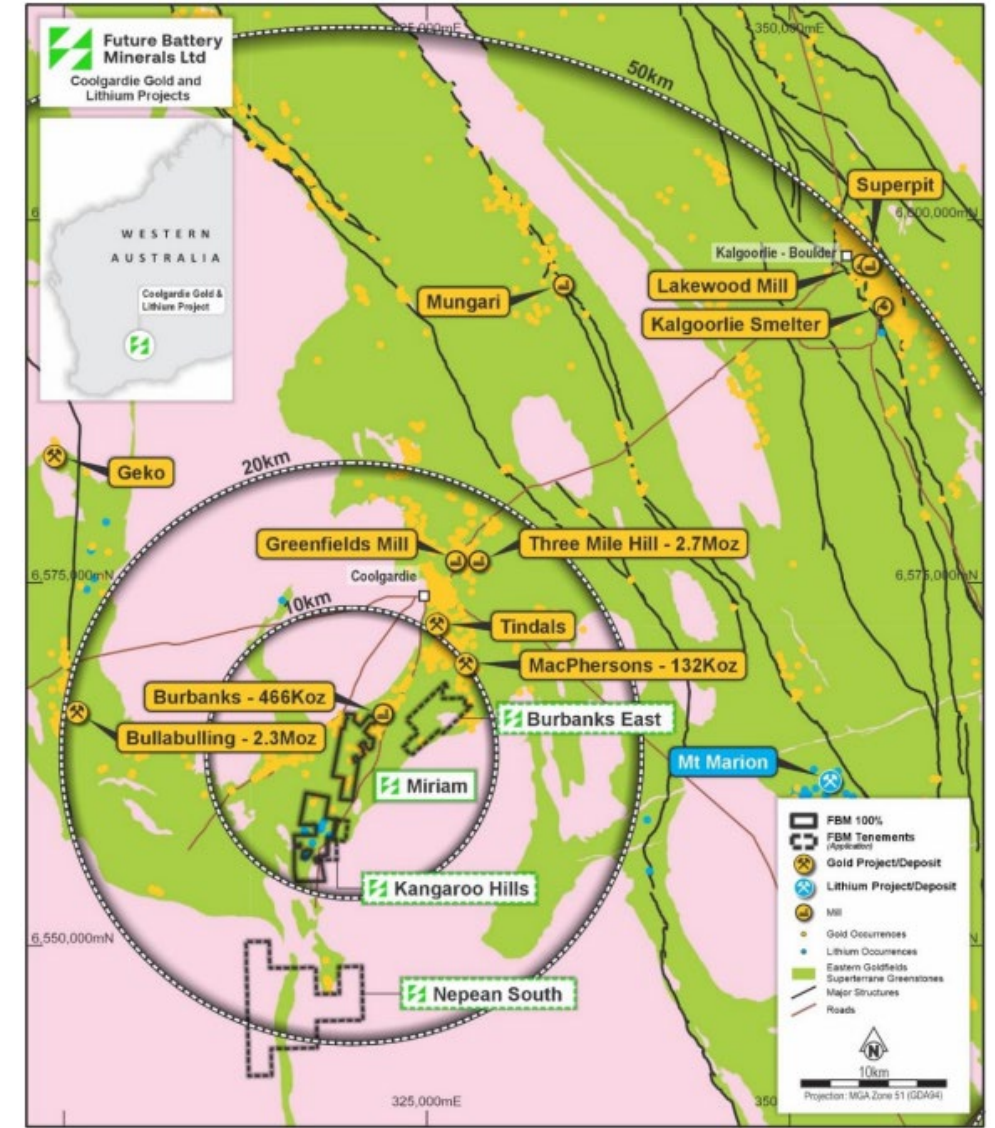 Future Battery
Minerals Ltd
Coolgardie Gold and
Lithium Projects
325,000mE
350,000mE
50km
WESTERN
AUSTRALIA
Coolgardie Gold &
Lithium Project
Superpit
6,600,000mN
Kalgoorlie - Boulder
Lakewood Mill
Mungari
Kalgoorlie Smelter
20km
Geko
Greenfields Mill
Three Mile Hill - 2.7Moz
Coolgardie
6,575,000mN
6,575,000mN
10km
Tindals
MacPhersons - 132Koz
Burbanks - 466Koz
Burbanks East
Bullabulling - 2.3Moz
Mt Marion
Miriam
Kangaroo Hills
6,550,000mN
Nepean South
FBM 100%
FBM Tenements
(Application)
Gold Project/Deposit
Lithium Project/Deposit
Mill
Gold Occurrences
Lithium Occurrences
Eastern Goldfields
Superterrane Greenstones
Major Structures
Roads
N
10km
Projection: MGA Zone 51 (GDA94)
325,000mE